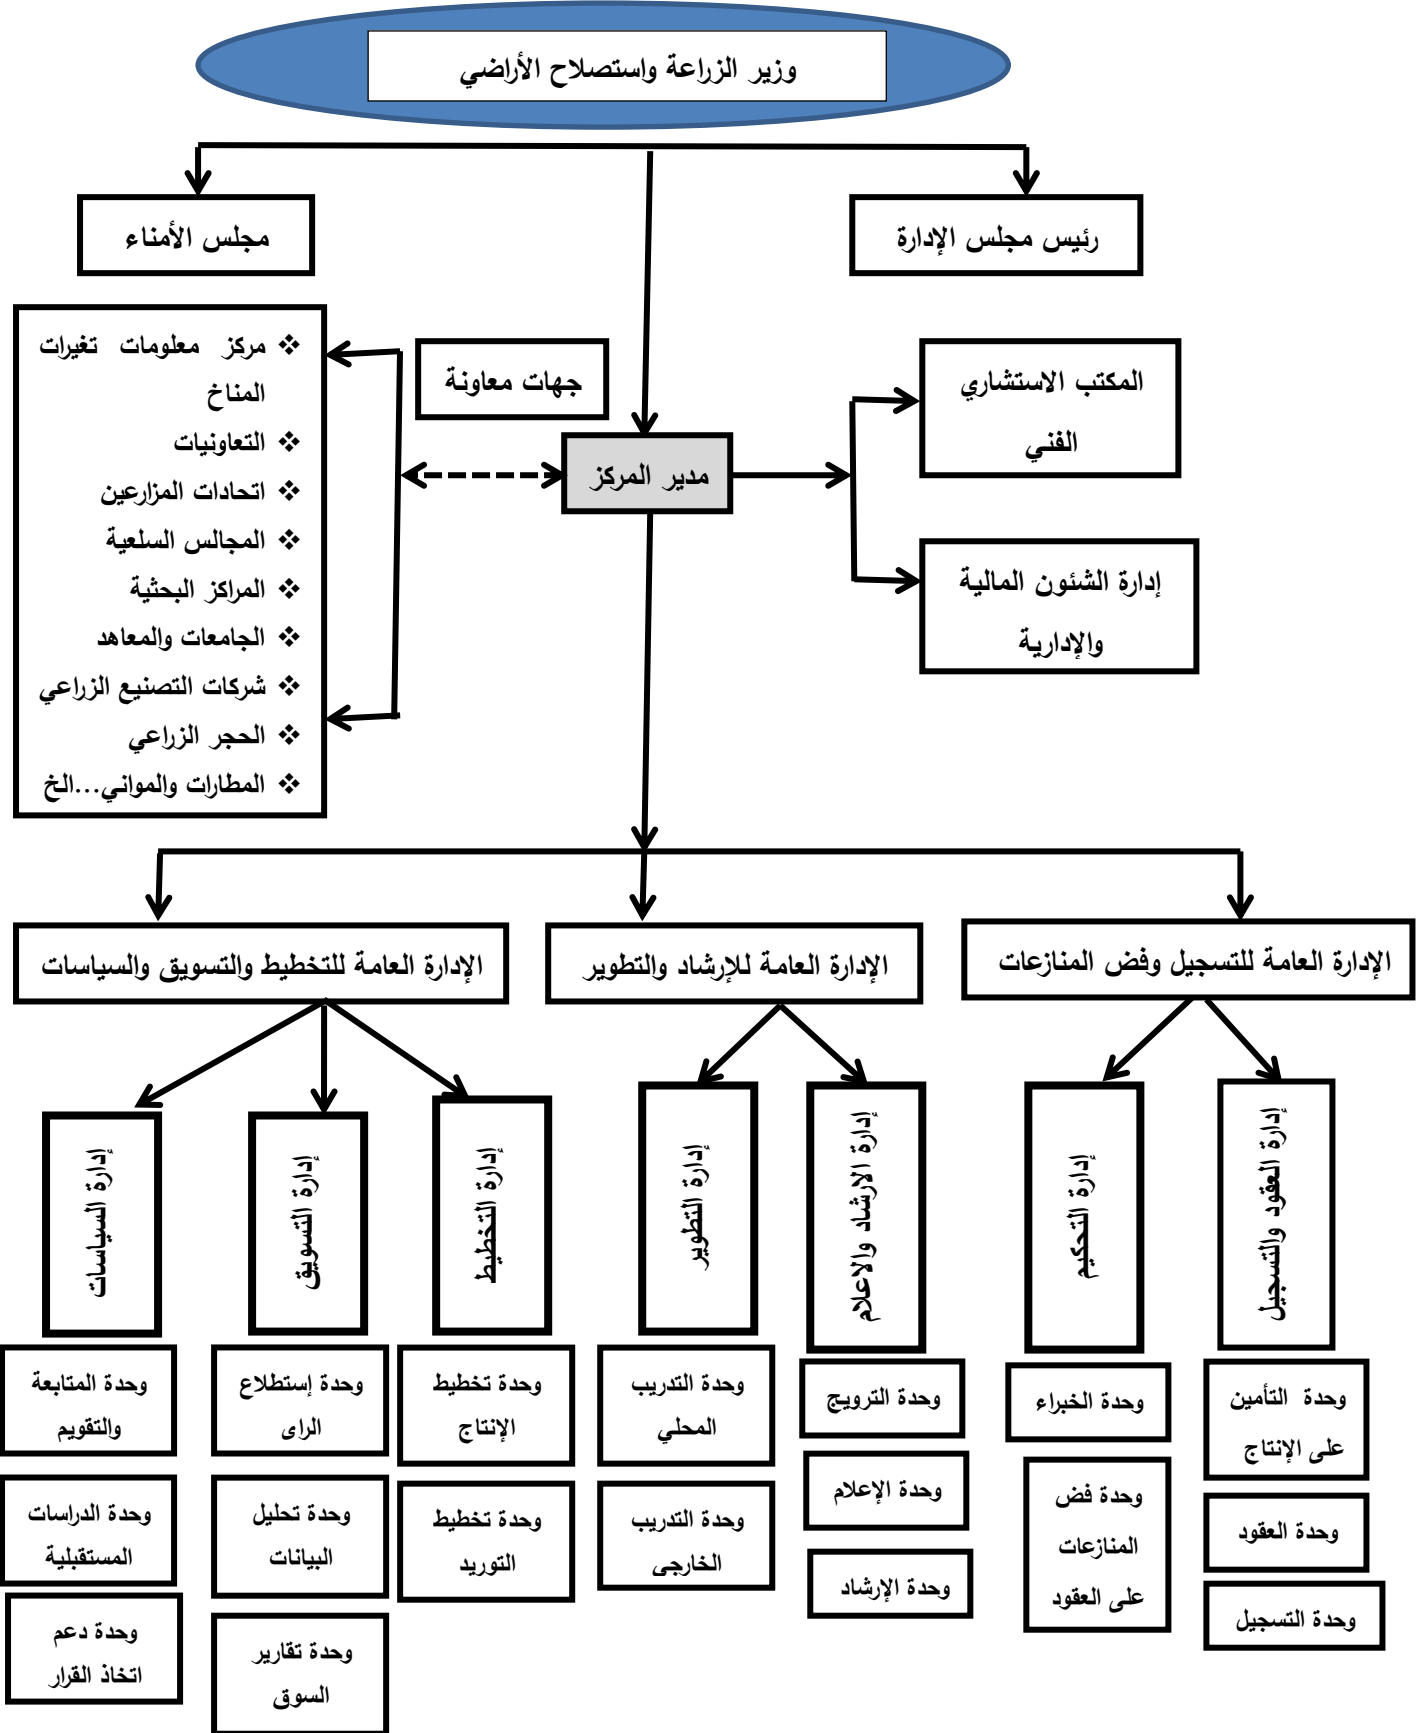 وزير الزراعة واستصلاح الأراضي
رئيس مجلس الإدارة
مجلس الأمناء
المكتب الاستشاري
الفني
جهات معاونة
مدير المركز
إدارة الشئون المالية
والإدارية
❖ مركز معلومات تغيرات
المناخ
❖ التعاونيات
❖ اتحادات المزارعين
❖ المجالس السلعية
❖ المراكز البحثية
❖ الجامعات والمعاهد
❖ شركات التصنيع الزراعي
❖ الحجر الزراعي
❖ المطارات والمواني...الخ
الإدارة العامة للتسجيل وفض المنازعات
الإدارة العامة للإرشاد والتطوير
الإدارة العامة للتخطيط والتسويق والسياسات
إدارة العقود والتسجيل
إدارة التحكيم
إدارة الارشاد والاعلام
إدارة التطوير
إدارة التخطيط
إدارة التسويق
إدارة السياسات
وحدة التأمين
على الإنتاج
وحدة العقود
وحدة التسجيل
وحدة الخبراء
وحدة فض
المنازعات
على العقود
وحدة الترويج
وحدة الإعلام
وحدة الإرشاد
وحدة التدريب
المحلي
وحدة التدريب
الخارجى
وحدة تخطيط
الإنتاج
وحدة تخطيط
التوريد
وحدة إستطلاع
الراى
وحدة تحليل
البيانات
وحدة تقارير
السوق
وحدة المتابعة
والتقويم
وحدة الدراسات
المستقبلية
وحدة دعم
اتخاذ القرار